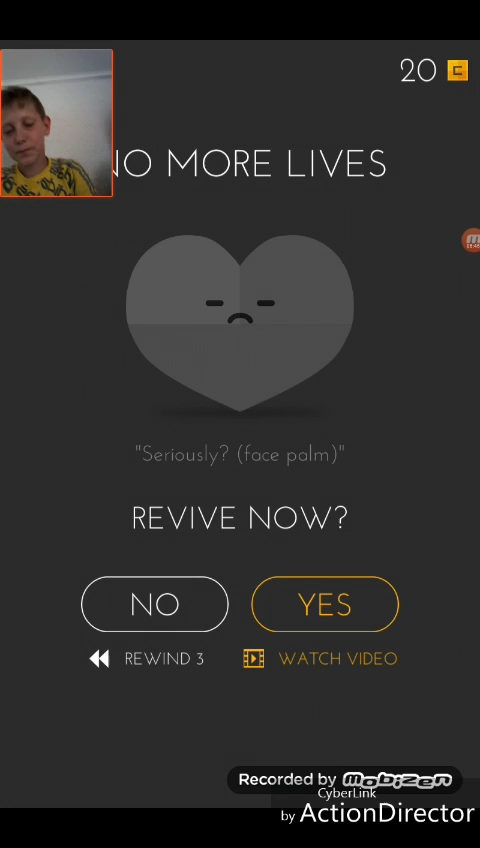 20
NO MORE LIVES
"Seriously? (face palm)"
REVIVE NOW?
NO
YES
REWIND 3
WATCH VIDEO
Recorded by mobizen
CyberLink
by ActionDirector